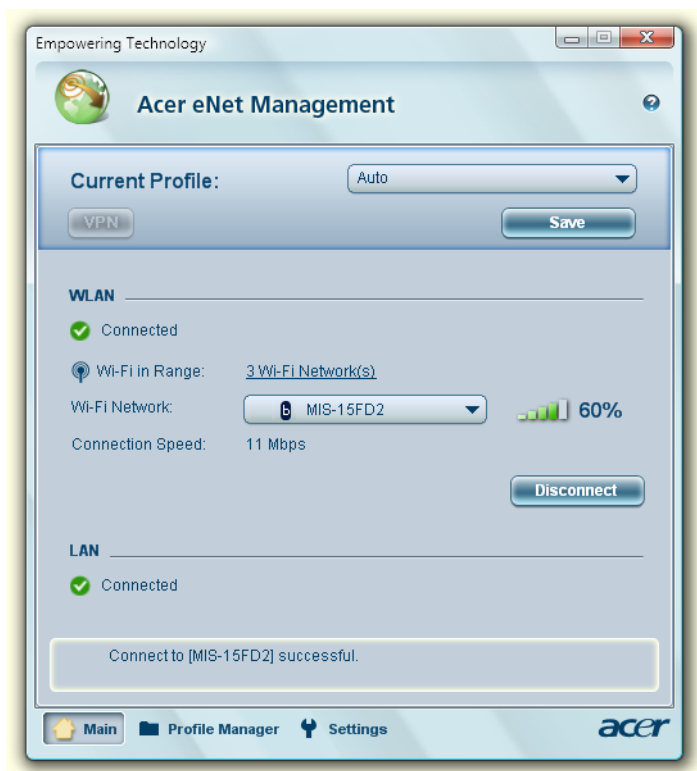 Empowering Technology
Acer eNet Management
Current Profile: Auto
VPN Save
WLAN
Connected
Wi-Fi in Range: 3 Wi-Fi Network(s)
Wi-Fi Network: b MIS-15FD2 60%
Connection Speed: 11 Mbps
Disconnect
LAN
Connected
Connect to [MIS-15FD2] successful.
Main Profile Manager Settings acer